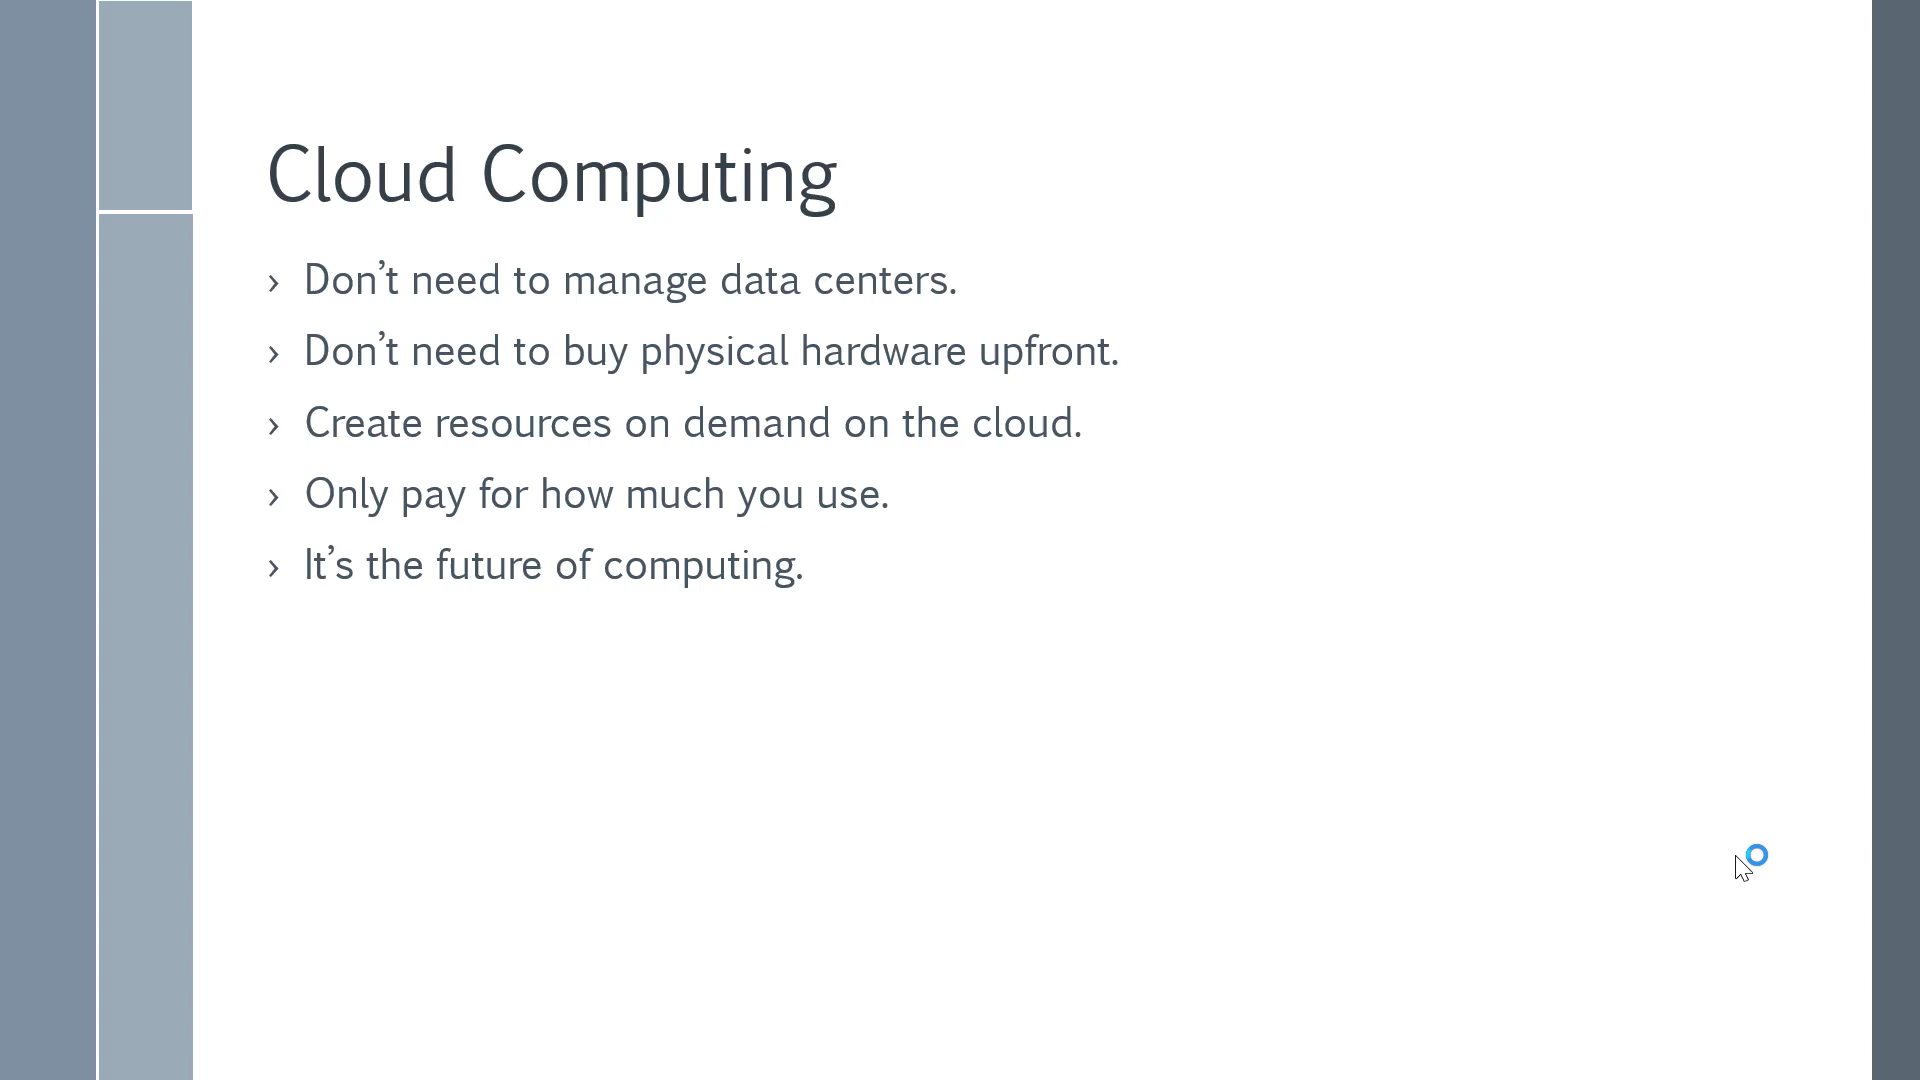 Cloud Computing
› Don’t need to manage data centers.
› Don’t need to buy physical hardware upfront.
› Create resources on demand on the cloud.
› Only pay for how much you use.
› It’s the future of computing.